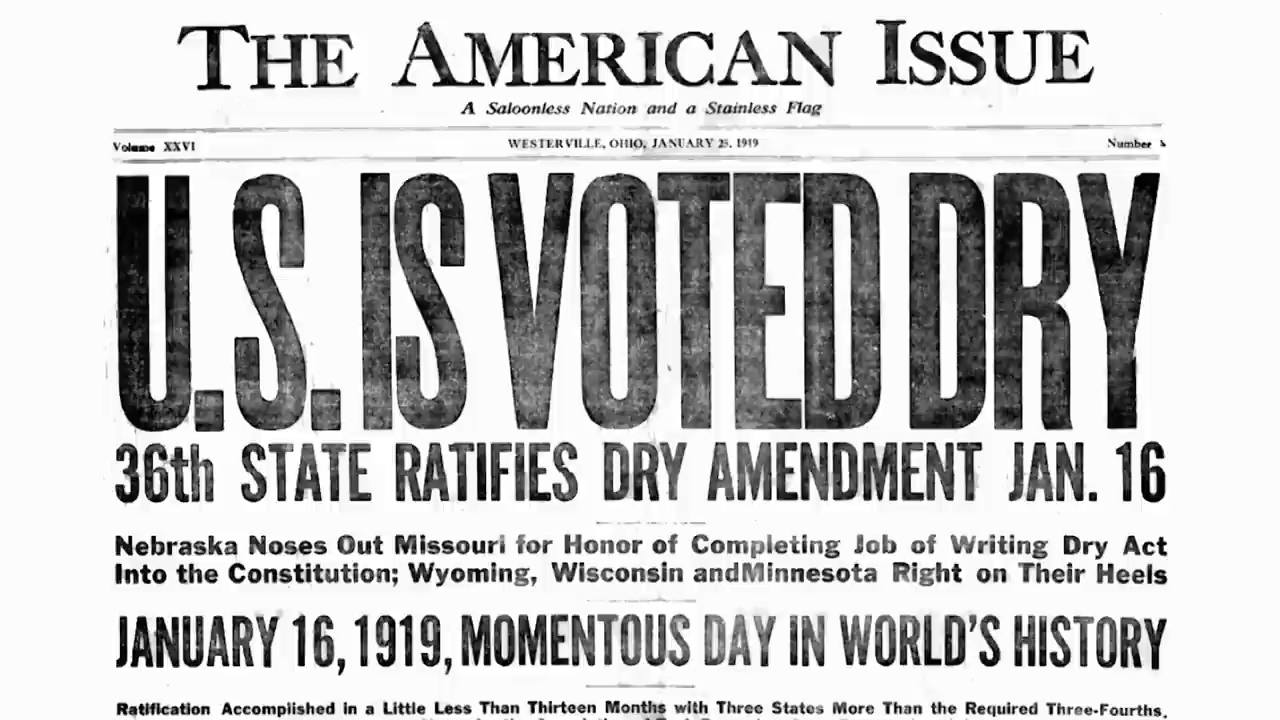 THE AMERICAN ISSUE
A Saloonless Nation and a Stainless Flag
Volume XXVI WESTERVILLE, OHIO, JANUARY 25, 1919 Number
U.S. IS VOTED DRY
36th STATE RATIFIES DRY AMENDMENT JAN. 16
Nebraska Noses Out Missouri for Honor of Completing Job of Writing Dry Act
Into the Constitution; Wyoming, Wisconsin andMinnesota Right on Their Heels
JANUARY 16, 1919, MOMENTOUS DAY IN WORLD'S HISTORY
Ratification Accomplished in a Little Less Than Thirteen Months with Three States More Than the Required Three-Fourths.